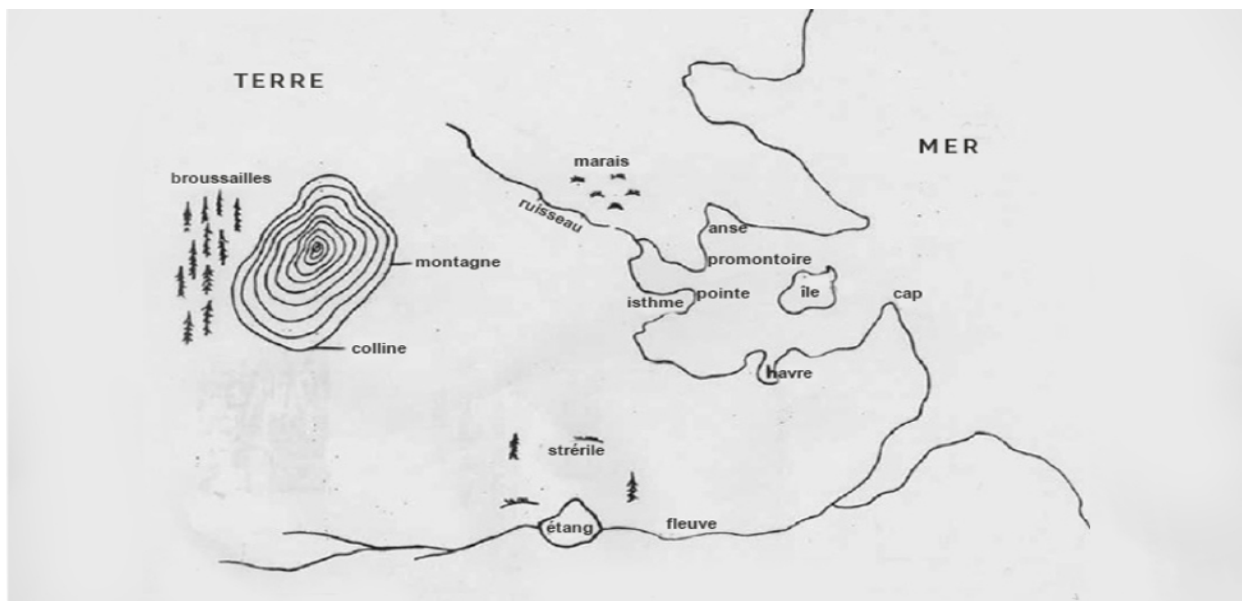 TERRE
MER
marais
broussailles
ruisseau
anse
promontoire
montagne
isthme
pointe
île
cap
colline
havre
strérile
étang
fleuve